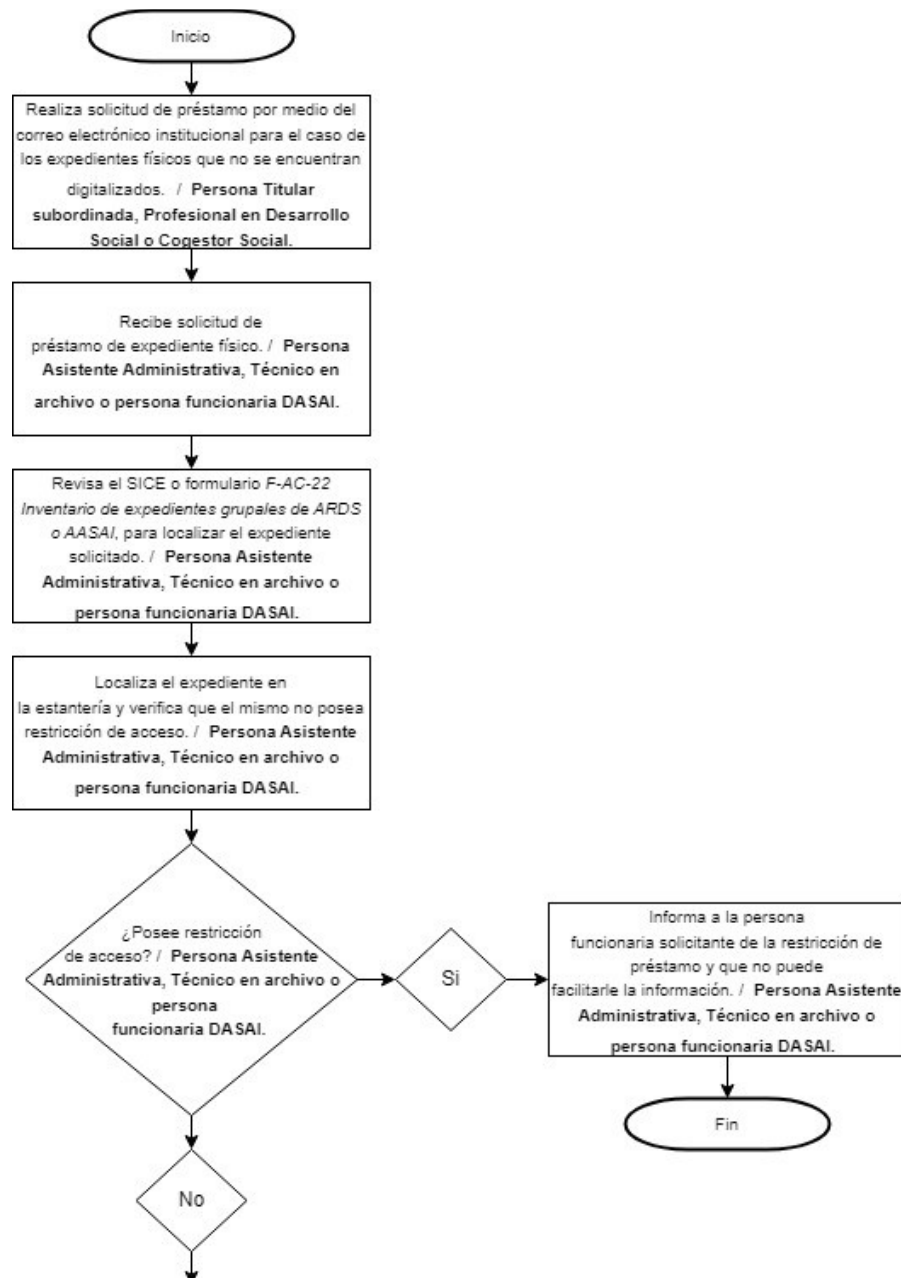 Inicio
Realiza solicitud de préstamo por medio del
correo electrónico institucional para el caso de
los expedientes físicos que no se encuentran
digitalizados. / Persona Titular
subordinada, Profesional en Desarrollo
Social o Cogestor Social.
Recibe solicitud de
préstamo de expediente físico. / Persona
Asistente Administrativa, Técnico en
archivo o persona funcionaria DASAI.
Revisa el SICE o formulario F-AC-22
Inventario de expedientes grupales de ARDS
o AASAI, para localizar el expediente
solicitado. / Persona Asistente
Administrativa, Técnico en archivo o
persona funcionaria DASAI.
Localiza el expediente en
la estantería y verifica que el mismo no posea
restricción de acceso. / Persona Asistente
Administrativa, Técnico en archivo o
persona funcionaria DASAI.
¿Posee restricción
de acceso? / Persona Asistente
Administrativa, Técnico en archivo o
persona
funcionaria DASAI.
Si
Informa a la persona
funcionaria solicitante de la restricción de
préstamo y que no puede
facilitarle la información. / Persona Asistente
Administrativa, Técnico en archivo o
persona funcionaria DASAI.
Fin
No